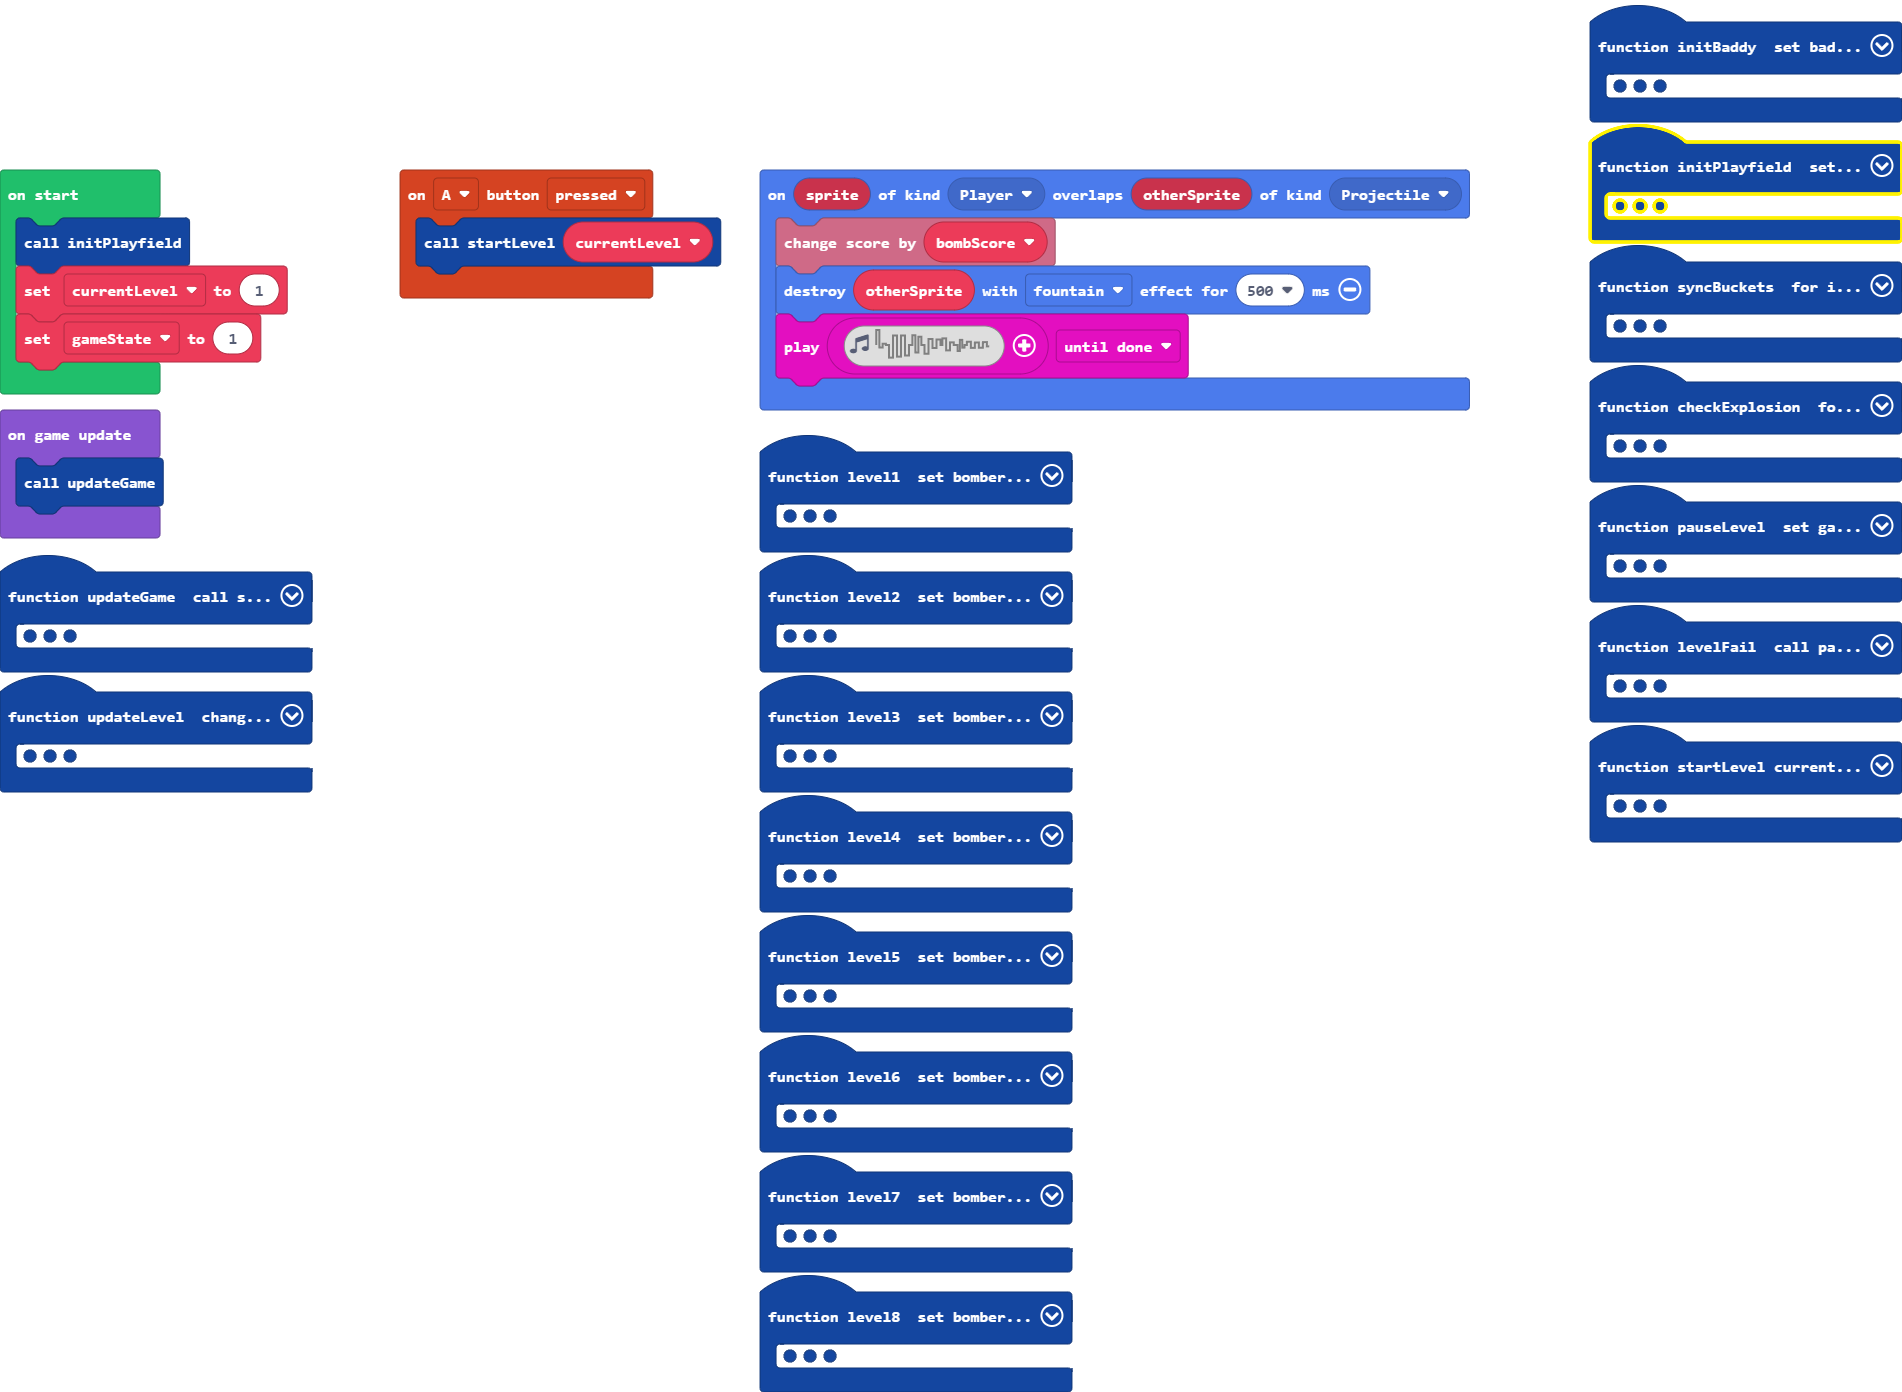 on start
call initPlayfield
set currentLevel to 1
set gameState to 1
on game update
call updateGame
function updateGame call s...
function updateLevel chang...
on A button pressed
call startLevel currentLevel
on sprite of kind Player overlaps otherSprite of kind Projectile
change score by bombScore
destroy otherSprite with fountain effect for 500 ms
play until done
function level1 set bomber...
function level2 set bomber...
function level3 set bomber...
function level4 set bomber...
function level5 set bomber...
function level6 set bomber...
function level7 set bomber...
function level8 set bomber...
function initBaddy set bad...
function initPlayfield set...
function syncBuckets for i...
function checkExplosion fo...
function pauseLevel set ga...
function levelFail call pa...
function startLevel current...